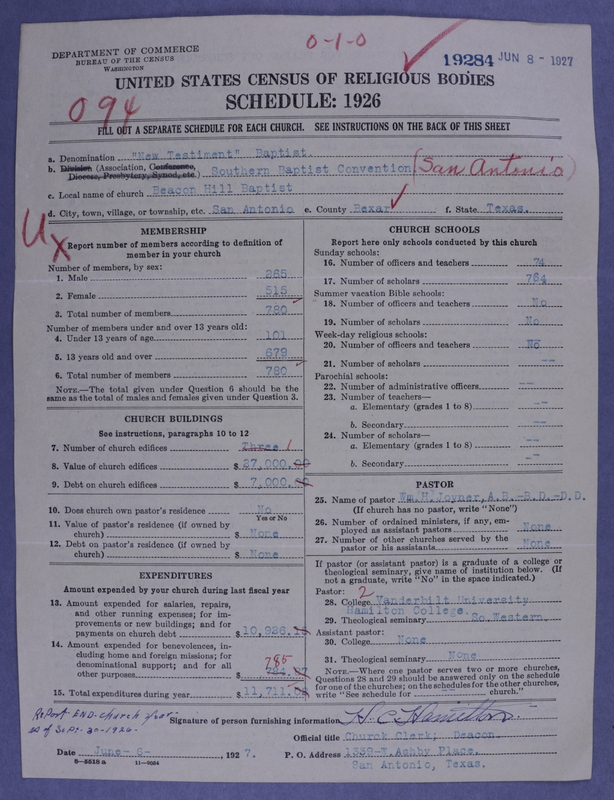 0-1-0
DEPARTMENT OF COMMERCE
BUREAU OF THE CENSUS
WASHINGTON
19284 JUN 8 - 1927
UNITED STATES CENSUS OF RELIGIOUS BODIES
SCHEDULE: 1926
094
FILL OUT A SEPARATE SCHEDULE FOR EACH CHURCH. SEE INSTRUCTIONS ON THE BACK OF THIS SHEET
a. Denomination "New Testiment" Baptist.
b. Division (Association, Conference, Diocese, Presbytery, Synod, etc.) Southern Baptist Convention (San Antonio)
c. Local name of church Beacon Hill Baptist
d. City, town, village, or township, etc. San Antonio e. County Bexar f. State Texas.
MEMBERSHIP
Report number of members according to definition of
member in your church
Number of members, by sex:
1. Male 265
2. Female 515
3. Total number of members 780
Number of members under and over 13 years old:
4. Under 13 years of age 101
5. 13 years old and over 679
6. Total number of members 780
NOTE.—The total given under Question 6 should be the
same as the total of males and females given under Question 3.
CHURCH BUILDINGS
See instructions, paragraphs 10 to 12
7. Number of church edifices Three 1
8. Value of church edifices $ 37,000.00
9. Debt on church edifices $ 7,000.00
10. Does church own pastor's residence No
Yes or No
11. Value of pastor's residence (if owned by
church) $ None
12. Debt on pastor's residence (if owned by
church) $ None
EXPENDITURES
Amount expended by your church during last fiscal year
13. Amount expended for salaries, repairs,
and other running expenses; for im-
provements or new buildings; and for
payments on church debt $ 10,926.
14. Amount expended for benevolences, in-
cluding home and foreign missions; for
denominational support; and for all
785
other purposes $
15. Total expenditures during year $ 11,711.
CHURCH SCHOOLS
Report here only schools conducted by this church
Sunday schools:
16. Number of officers and teachers 74
17. Number of scholars 784
Summer vacation Bible schools:
18. Number of officers and teachers No
19. Number of scholars No
Week-day religious schools:
20. Number of officers and teachers No
21. Number of scholars --
Parochial schools:
22. Number of administrative officers --
23. Number of teachers—
a. Elementary (grades 1 to 8) --
b. Secondary --
24. Number of scholars—
a. Elementary (grades 1 to 8) --
b. Secondary --
PASTOR
25. Name of pastor Wm.H.Joyner,A.B.-B.D.-D.D.
(If church has no pastor, write "None")
26. Number of ordained ministers, if any, em-
ployed as assistant pastors None
27. Number of other churches served by the
pastor or his assistants None
If pastor (or assistant pastor) is a graduate of a college or
theological seminary, give name of institution below. (If
not a graduate, write "No" in the space indicated.)
Pastor: 2
28. College Vanderbilt University
Hamilton College.
29. Theological seminary So.Western.
Assistant pastor:
30. College None
31. Theological seminary None
NOTE.—Where one pastor serves two or more churches,
Questions 28 and 29 should be answered only on the schedule
for one of the churches; on the schedules for the other churches,
write "See schedule for church."
Report END-church year
as of Sept-30-1926-
Signature of person furnishing information H. C. Hamilton
Official title Church Clerk; Deacon.
Date June-6- 1927. P. O. Address 1339-W.Ashby Place,
San Antonio, Texas.
8—5518 a 11—9034